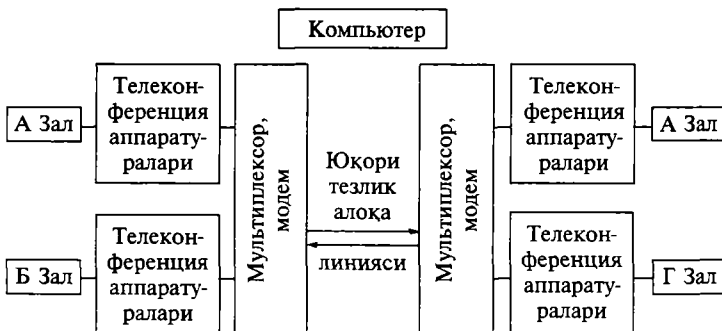 Компьютер
А Зал
Телекон-
ференция
аппарату-
ралари
Б Зал
Телекон-
ференция
аппарату-
ралари
Мультиплексор,
модем
Юқори
тезлик
алоқа
линияси
Мультиплексор,
модем
Телекон-
ференция
аппарату-
ралари
А Зал
Телекон-
ференция
аппарату-
ралари
Г Зал